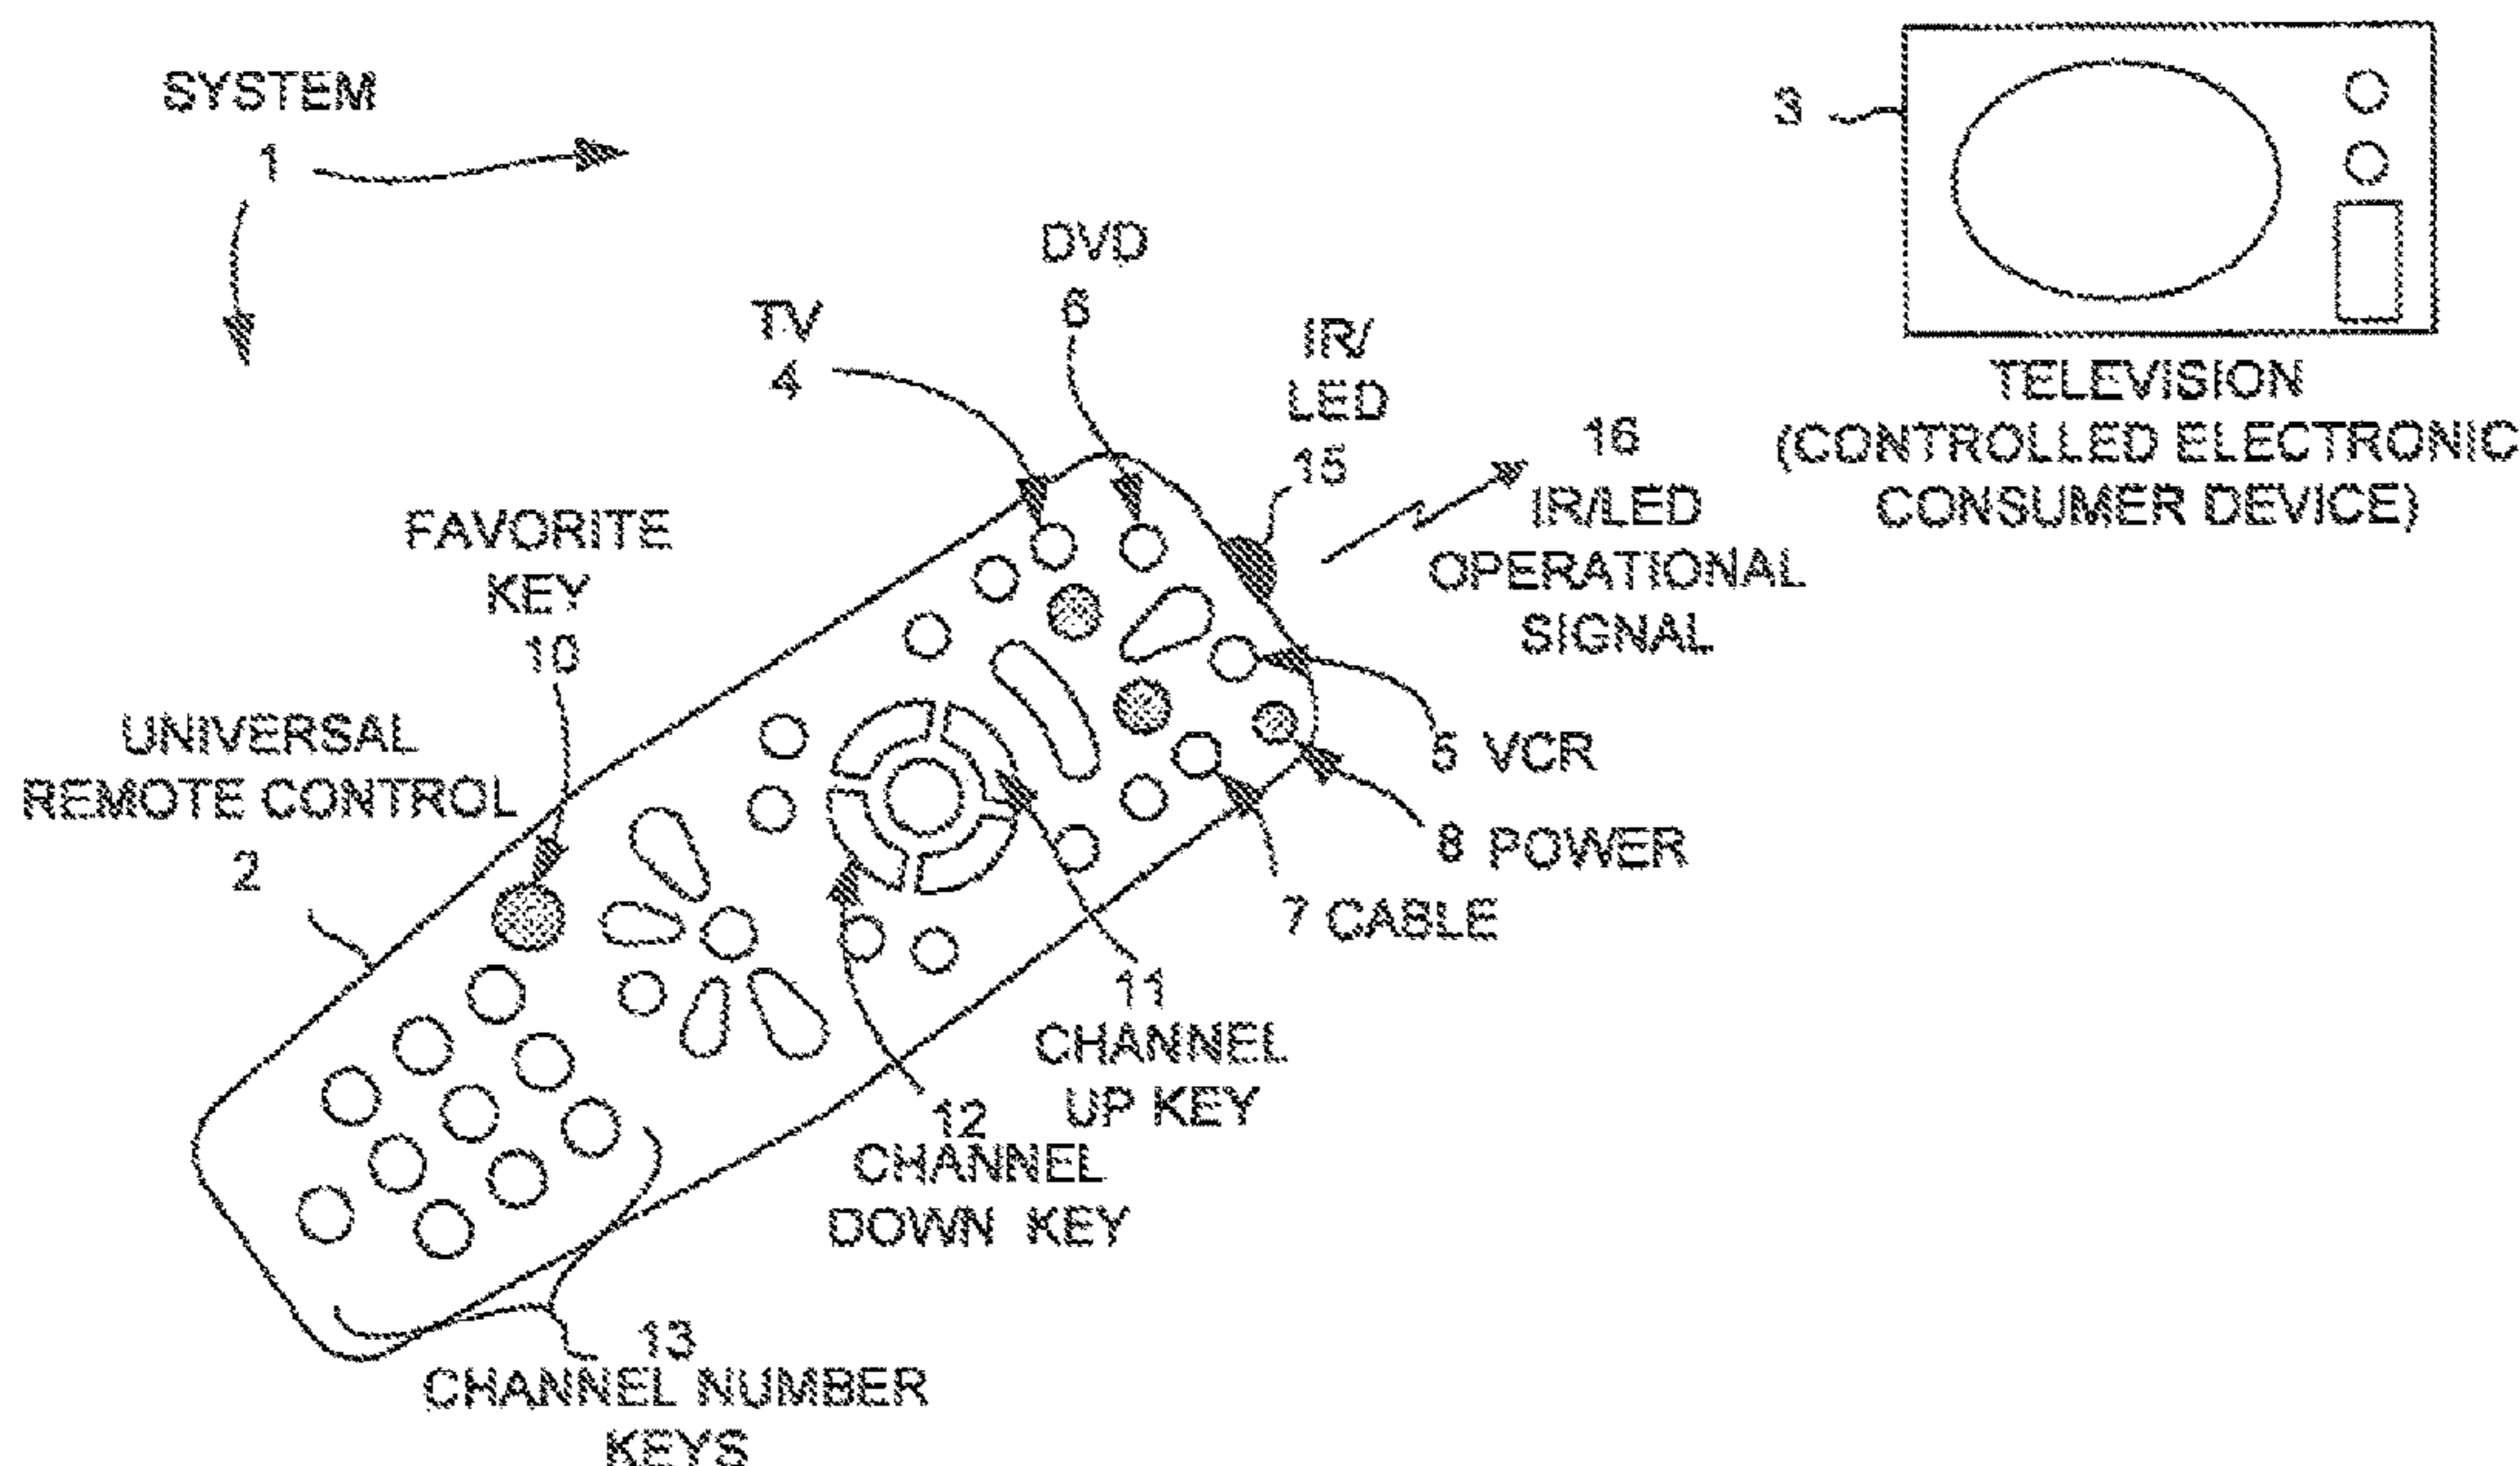 SYSTEM
1
3
DVD
6
TV
4
IR/
LED
15
TELEVISION
(CONTROLLED ELECTRONIC
CONSUMER DEVICE)
16
IR/LED
OPERATIONAL
SIGNAL
FAVORITE
KEY
10
UNIVERSAL
REMOTE CONTROL
2
5 VCR
8 POWER
7 CABLE
11
CHANNEL
UP KEY
12
CHANNEL
DOWN KEY
13
CHANNEL NUMBER
KEYS